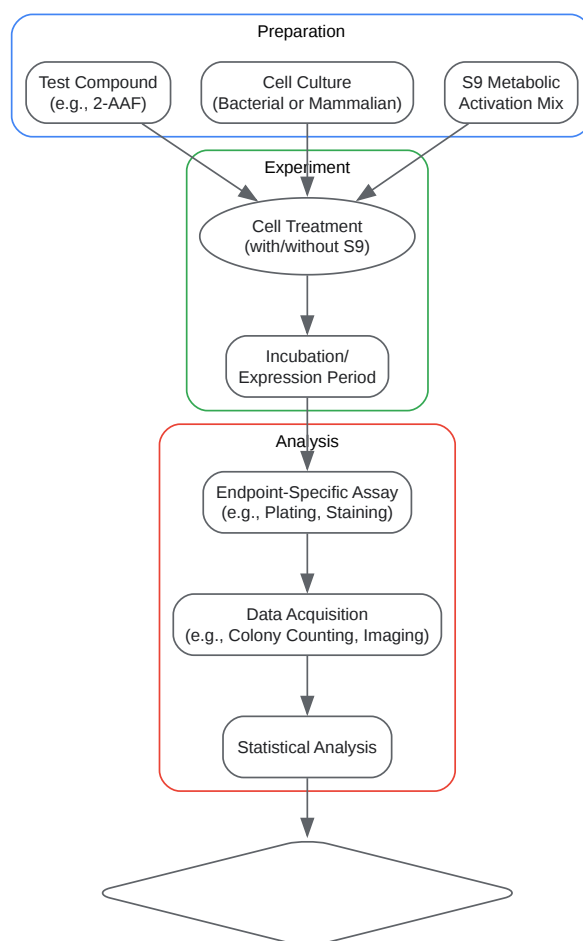 Preparation
Test Compound
(e.g., 2-AAF)
Cell Culture
(Bacterial or Mammalian)
S9 Metabolic
Activation Mix
Experiment
Cell Treatment
(with/without S9)
Incubation/
Expression Period
Analysis
Endpoint-Specific Assay
(e.g., Plating, Staining)
Data Acquisition
(e.g., Colony Counting, Imaging)
Statistical Analysis